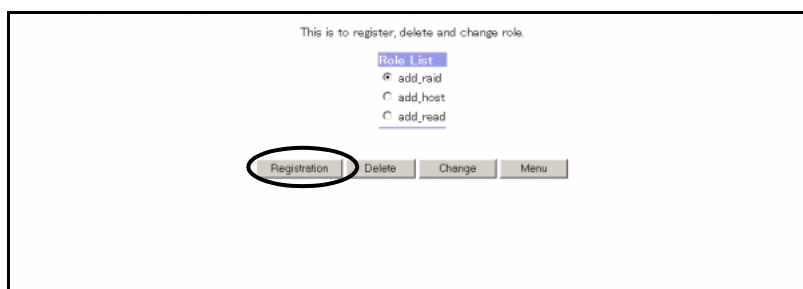 This is to register, delete and change role.
Role List
add_raid
add_host
add_read
Registration Delete Change Menu